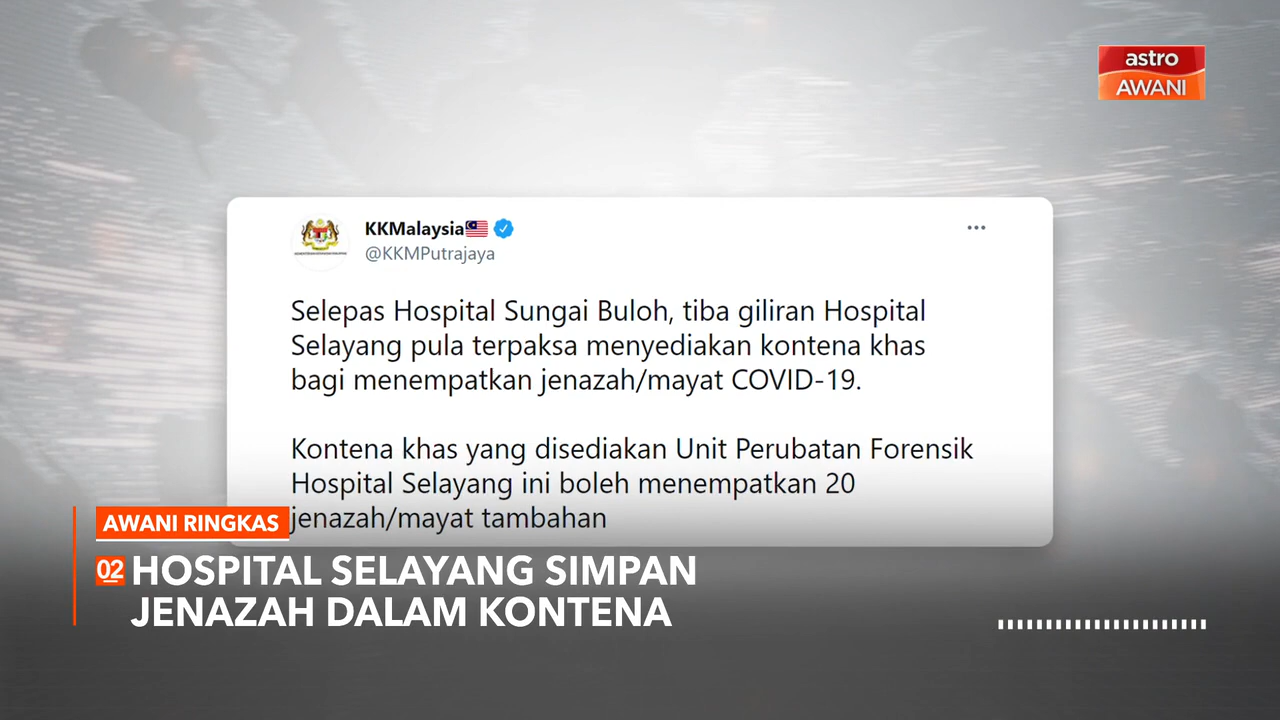 astro
AWANI
KKMalaysia🇲🇾
@KKMPutrajaya
Selepas Hospital Sungai Buloh, tiba giliran Hospital
Selayang pula terpaksa menyediakan kontena khas
bagi menempatkan jenazah/mayat COVID-19.
Kontena khas yang disediakan Unit Perubatan Forensik
Hospital Selayang ini boleh menempatkan 20
jenazah/mayat tambahan
AWANI RINGKAS
02 HOSPITAL SELAYANG SIMPAN
JENAZAH DALAM KONTENA